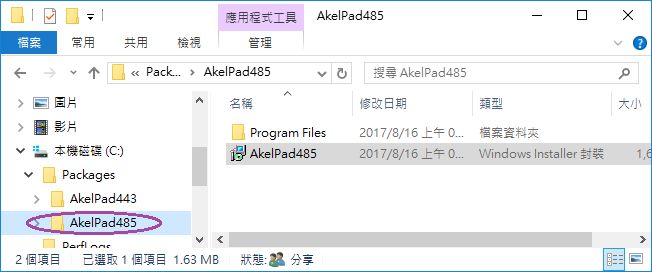 應用程式工具 AkelPad485
檔案 常用 共用 檢視 管理
« Pack... AkelPad485 搜尋 AkelPad485
圖片
影片
本機磁碟 (C:)
Packages
AkelPad443
AkelPad485
PerfLogs
名稱 修改日期 類型 大小
Program Files 2017/8/16 上午 0... 檔案資料夾
AkelPad485 2017/8/16 上午 0... Windows Installer 封裝 1,6
2 個項目 已選取 1 個項目 1.63 MB 狀態: 分享